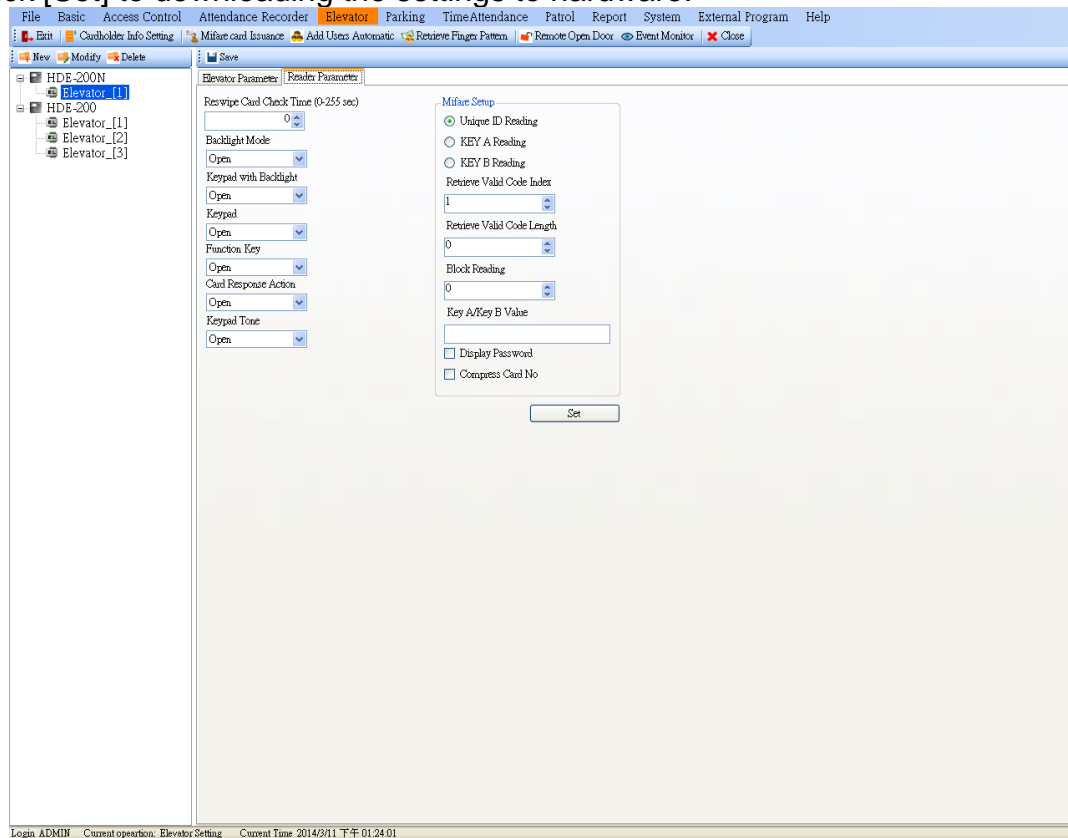 [Set] to downloading the settings to hardware.
File Basic Access Control Attendance Recorder Elevator Parking TimeAttendance Patrol Report System External Program Help
Exit Cardholder Info Setting Mifare card Issuance Add Users Automatic Retrieve Finger Pattern Remote Open Door Event Monitor Close
New Modify Delete Save
HDE-200N
Elevator_[1]
HDE-200
Elevator_[1]
Elevator_[2]
Elevator_[3]
Elevator Parameter Reader Parameter
Reswipe Card Check Time (0-255 sec)
0
Backlight Mode
Open
Keypad with Backlight
Open
Keypad
Open
Function Key
Open
Card Response Action
Open
Keypad Tone
Open
Mifare Setup
Unique ID Reading
KEY A Reading
KEY B Reading
Retrieve Valid Code Index
1
Retrieve Valid Code Length
0
Block Reading
0
Key A/Key B Value
Display Password
Compress Card No
Set
Login ADMIN Current opeartion: Elevator Setting Current Time 2014/3/11 下午 01:24:01